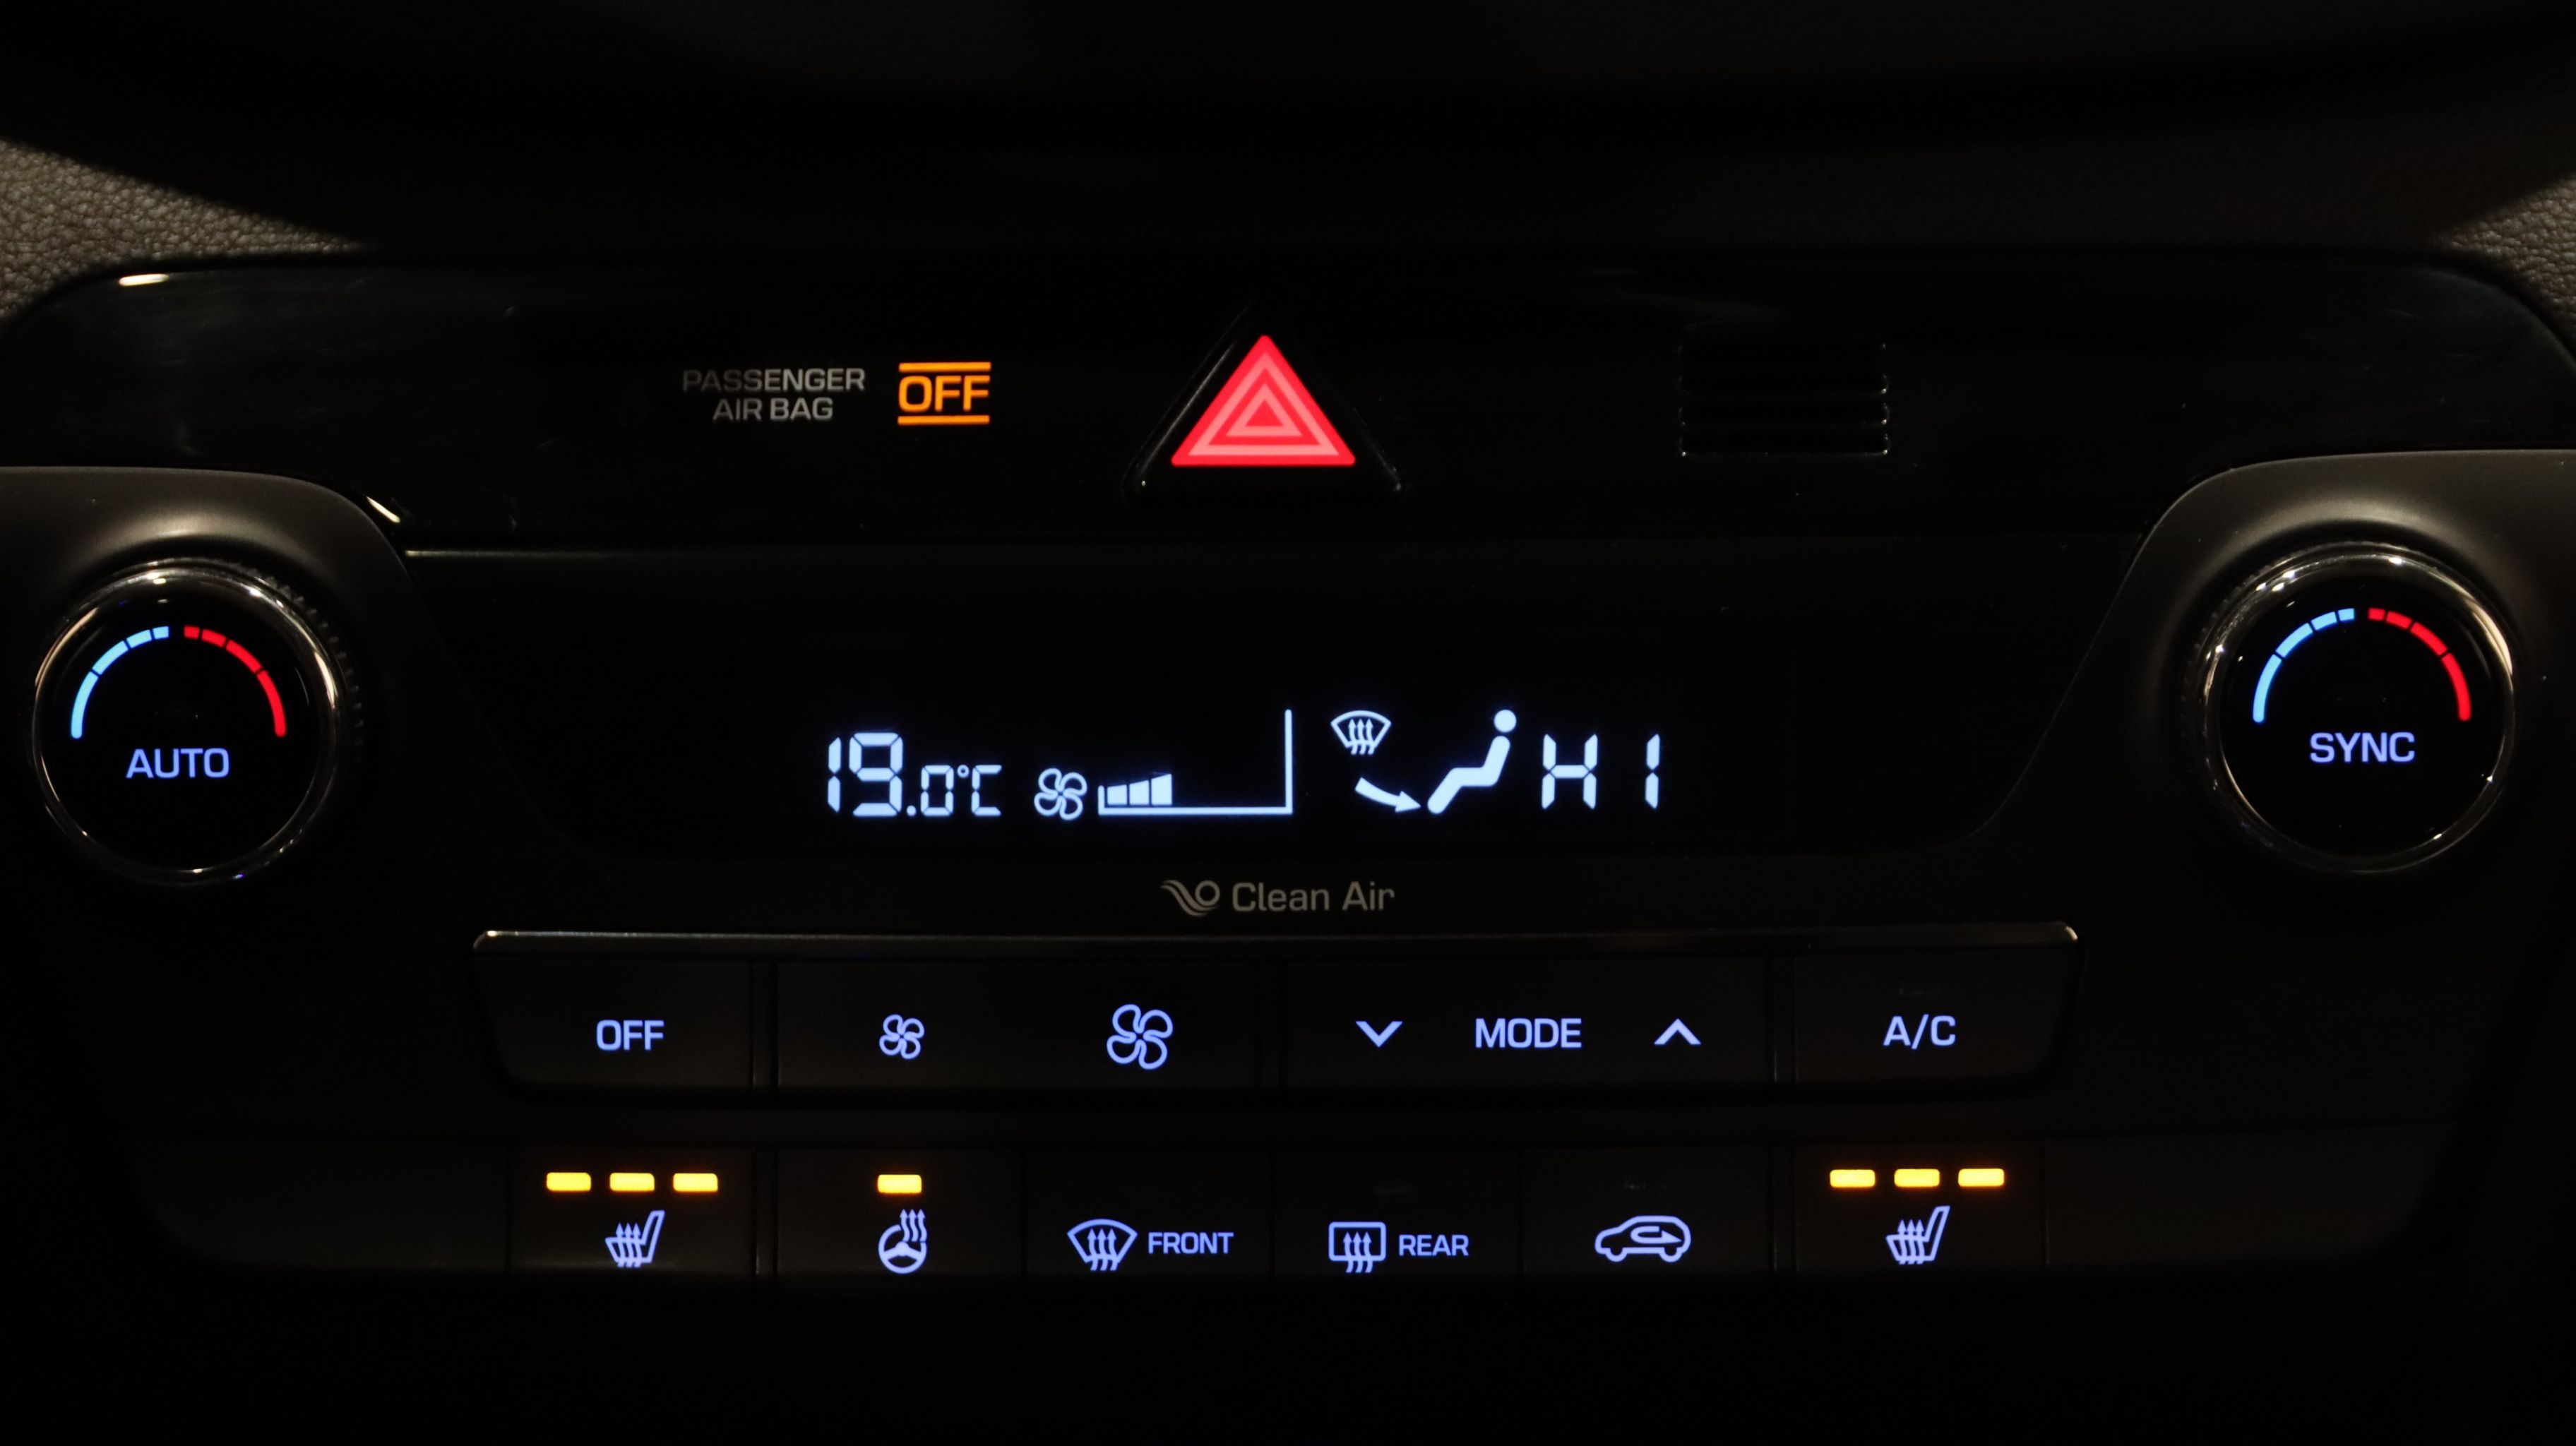 PASSENGER
AIR BAG
OFF
AUTO
19.0°C
HI
SYNC
Clean Air
OFF
MODE
A/C
FRONT
REAR